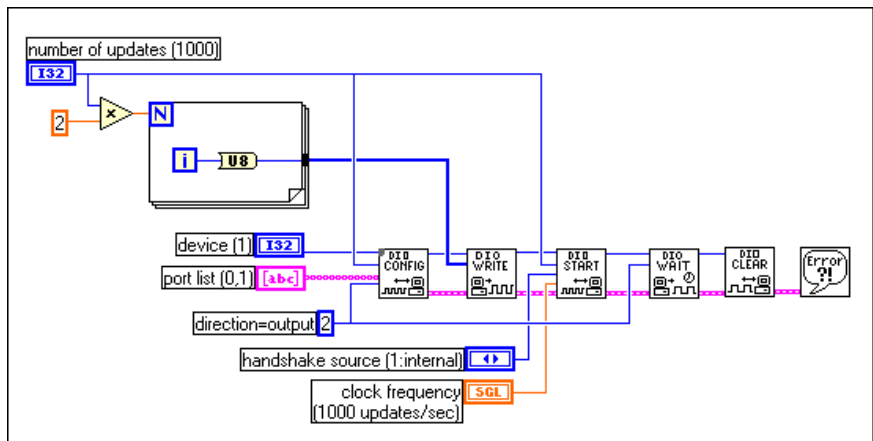 number of updates (1000)
I32
2
x
N
i
U8
device (1)
I32
port list (0,1)
[abc]
DIO
CONFIG
DIO
WRITE
DIO
START
DIO
WAIT
DIO
CLEAR
Error
?!
direction=output
2
handshake source (1:internal)
clock frequency
(1000 updates/sec)
SGL